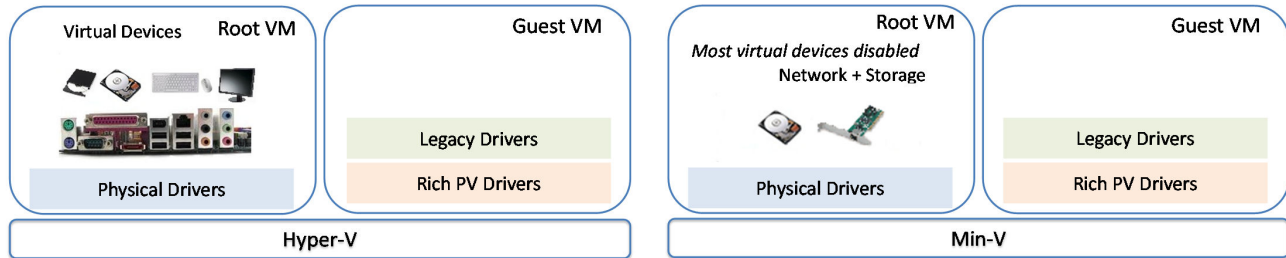 Virtual Devices
Root VM
Physical Drivers
Guest VM
Legacy Drivers
Rich PV Drivers
Hyper-V
Root VM
Most virtual devices disabled
Network + Storage
Physical Drivers
Guest VM
Legacy Drivers
Rich PV Drivers
Min-V